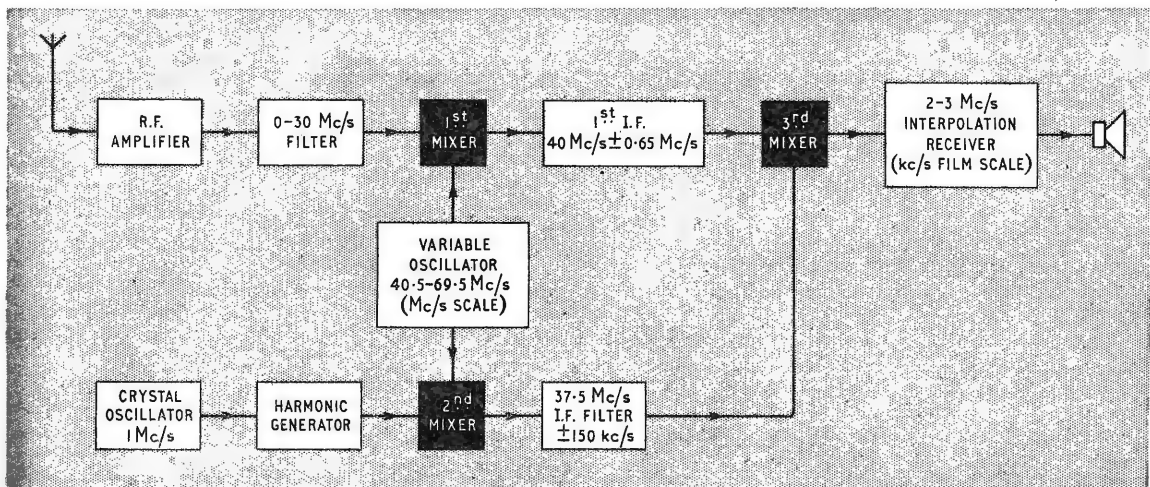 R.F.
AMPLIFIER
0-30 Mc/s
FILTER
1st
MIXER
1st I.F.
40 Mc/s ± 0·65 Mc/s
3rd
MIXER
2-3 Mc/s
INTERPOLATION
RECEIVER
(kc/s FILM SCALE)
VARIABLE
OSCILLATOR
40·5-69·5 Mc/s
(Mc/s SCALE)
CRYSTAL
OSCILLATOR
1 Mc/s
HARMONIC
GENERATOR
2nd
MIXER
37·5 Mc/s
I.F. FILTER
±150 kc/s